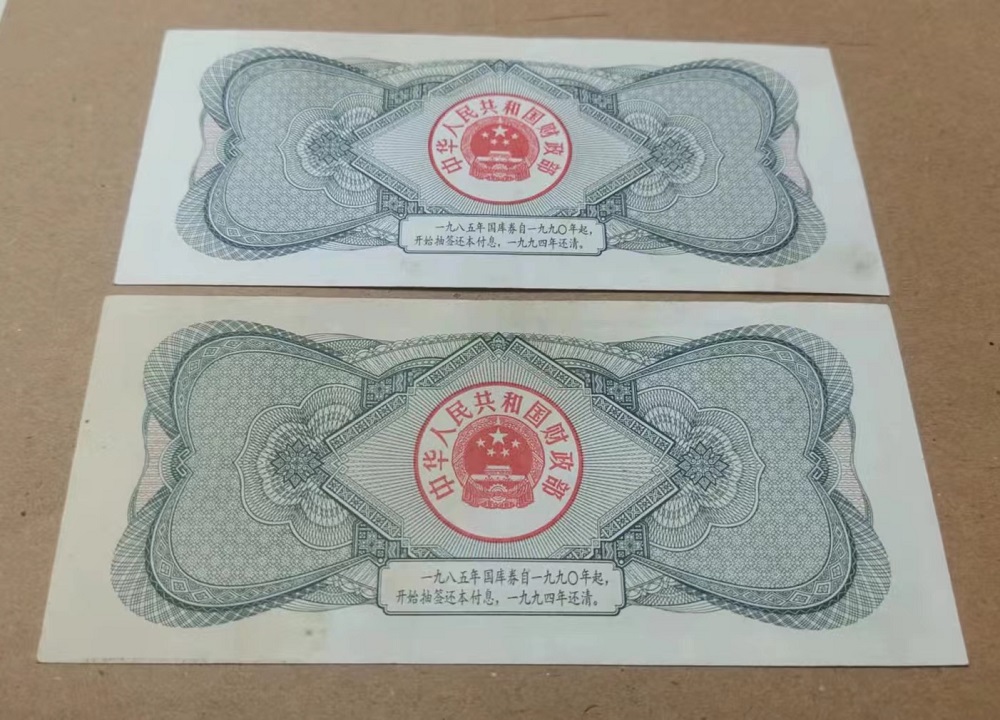 中华人民共和国财政部
一九八五年国库券自一九九〇年起，
开始抽签还本付息，一九九四年还清。
中华人民共和国财政部
一九八五年国库券自一九九〇年起，
开始抽签还本付息，一九九四年还清。